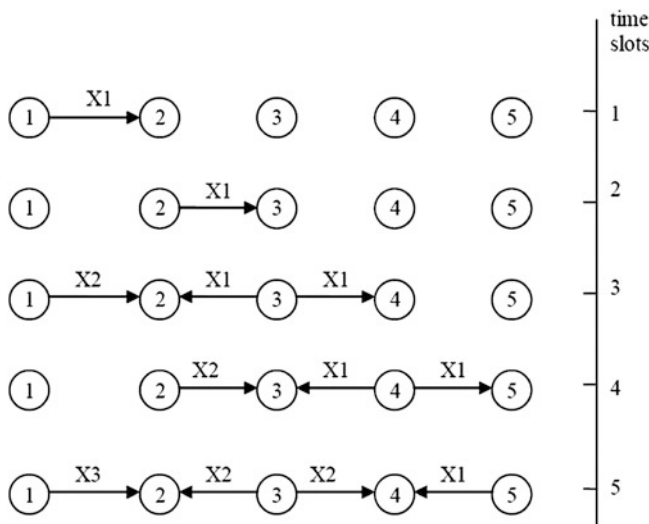 time
slots
X1
1 2 3 4 5 1
X1
1 2 3 4 5 2
X2 X1 X1
1 2 3 4 5 3
X2 X1 X1
1 2 3 4 5 4
X3 X2 X2 X1
1 2 3 4 5 5